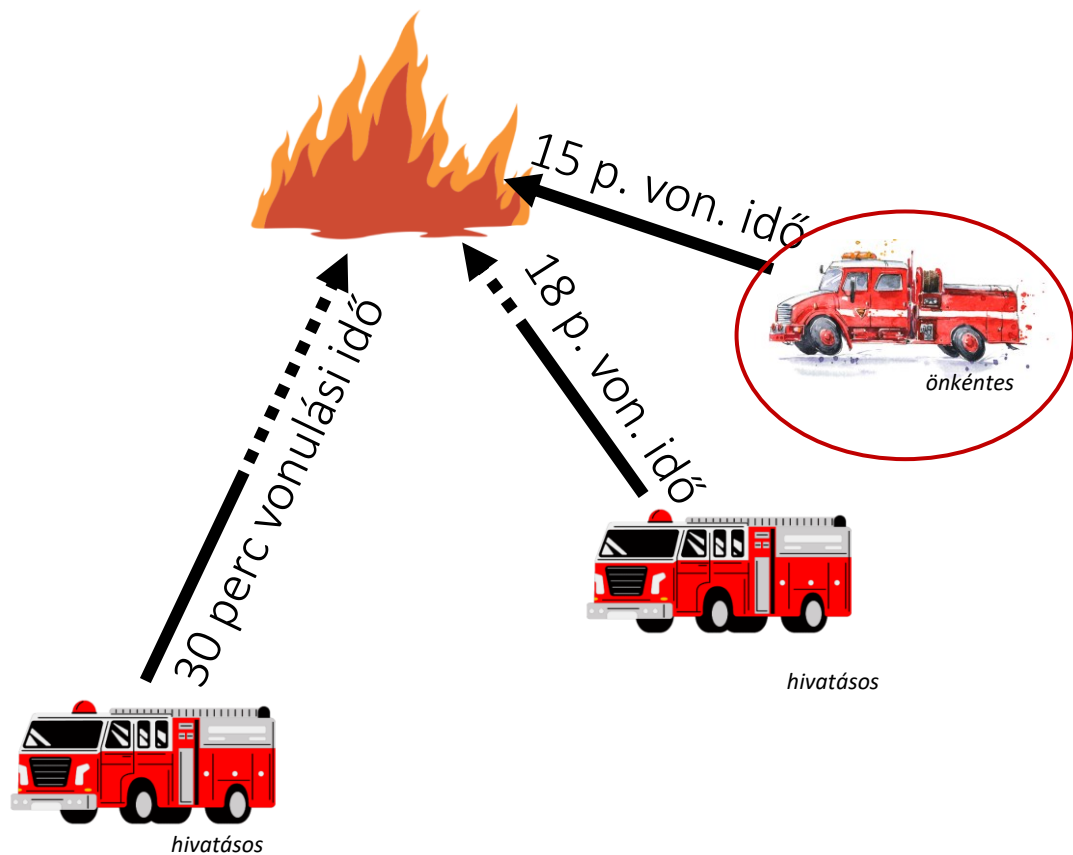 15 p. von. idő
18 p. von. idő
30 perc vonulási idő
önkéntes
hivatásos
hivatásos